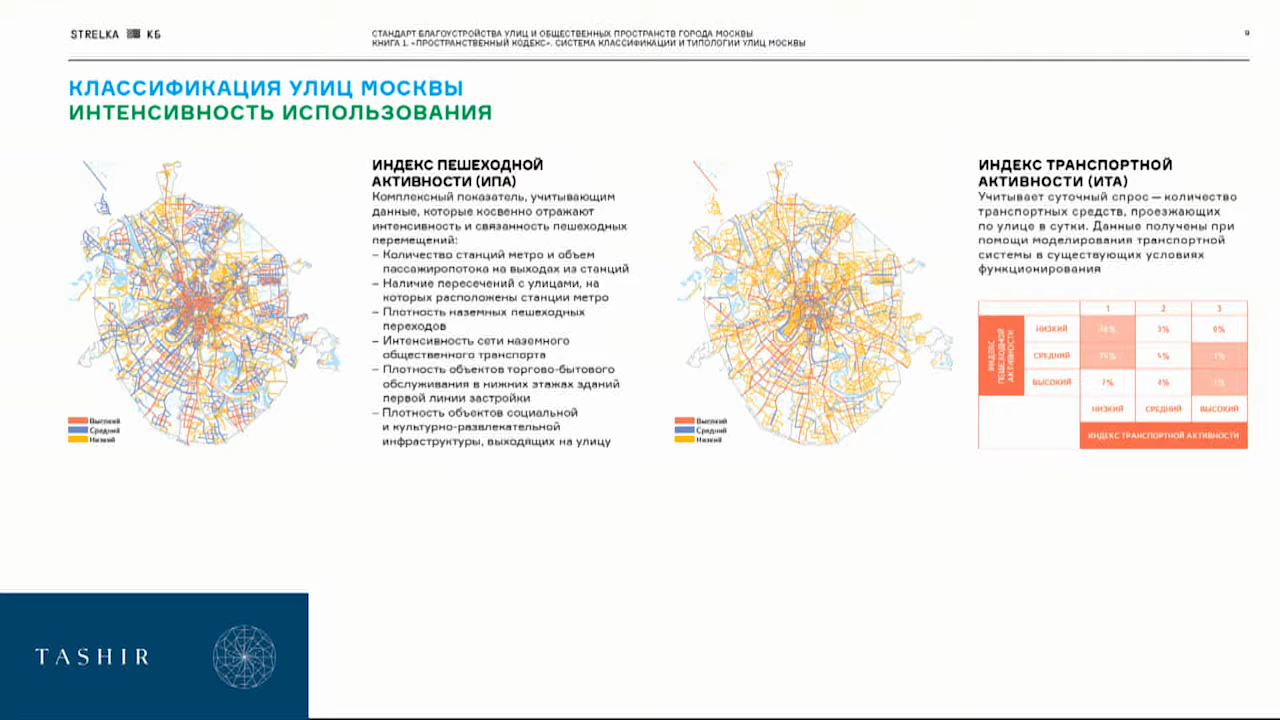 STRELKA КБ
СТАНДАРТ БЛАГОУСТРОЙСТВА УЛИЦ И ОБЩЕСТВЕННЫХ ПРОСТРАНСТВ ГОРОДА МОСКВЫ
КНИГА 1. «ПРОСТРАНСТВЕННЫЙ КОДЕКС». СИСТЕМА КЛАССИФИКАЦИИ И ТИПОЛОГИИ УЛИЦ МОСКВЫ
9
КЛАССИФИКАЦИЯ УЛИЦ МОСКВЫ
ИНТЕНСИВНОСТЬ ИСПОЛЬЗОВАНИЯ
Высокий
Средний
Низкий
ИНДЕКС ПЕШЕХОДНОЙ
АКТИВНОСТИ (ИПА)
Комплексный показатель, учитывающим
данные, которые косвенно отражают
интенсивность и связанность пешеходных
перемещений:
– Количество станций метро и объем
пассажиропотока на выходах из станций
– Наличие пересечений с улицами, на
которых расположены станции метро
– Плотность наземных пешеходных
переходов
– Интенсивность сети наземного
общественного транспорта
– Плотность объектов торгово-бытового
обслуживания в нижних этажах зданий
первой линии застройки
– Плотность объектов социальной
и культурно-развлекательной
инфраструктуры, выходящих на улицу
Высокий
Средний
Низкий
ИНДЕКС ТРАНСПОРТНОЙ
АКТИВНОСТИ (ИТА)
Учитывает суточный спрос — количество
транспортных средств, проезжающих
по улице в сутки. Данные получены при
помощи моделирования транспортной
системы в существующих условиях
функционирования
1 2 3
ИНДЕКС
ПЕШЕХОДНОЙ
АКТИВНОСТИ
НИЗКИЙ 3% 0%
СРЕДНИЙ
ВЫСОКИЙ 7%
НИЗКИЙ СРЕДНИЙ ВЫСОКИЙ
ИНДЕКС ТРАНСПОРТНОЙ АКТИВНОСТИ
TASHIR